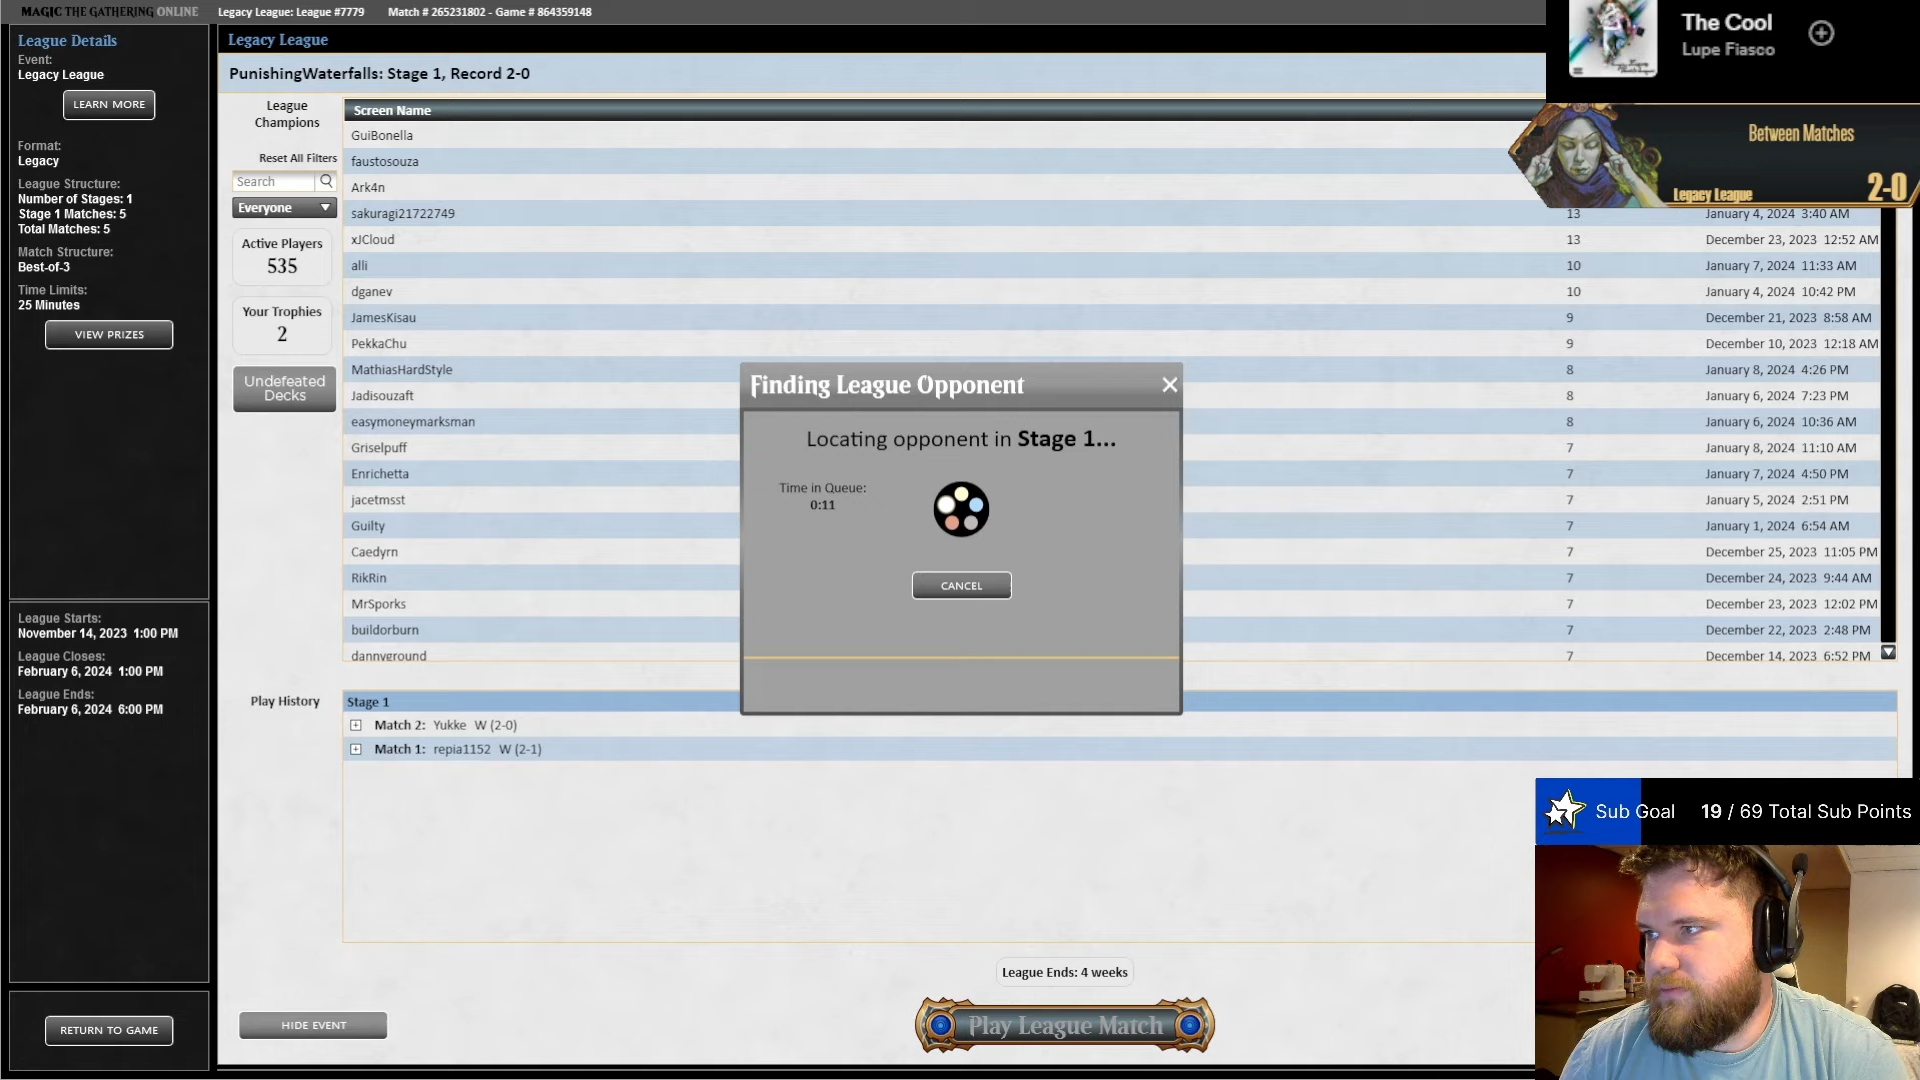 MAGIC THE GATHERING ONLINE
Legacy League: League #7779
Match # 265231802 - Game # 864359148
League Details
Event:
Legacy League
LEARN MORE
Format:
Legacy
League Structure:
Number of Stages: 1
Stage 1 Matches: 5
Total Matches: 5
Match Structure:
Best-of-3
Time Limits:
25 Minutes
VIEW PRIZES
League Starts:
November 14, 2023 1:00 PM
League Closes:
February 6, 2024 1:00 PM
League Ends:
February 6, 2024 6:00 PM
RETURN TO GAME
Legacy League
PunishingWaterfalls: Stage 1, Record 2-0
League
Champions
Reset All Filters
Search
Everyone
Active Players
535
Your Trophies
2
Undefeated
Decks
Screen Name
GuiBonella
faustosouza
Ark4n
sakuragi21722749 13 January 4, 2024 3:40 AM
xJCloud 13 December 23, 2023 12:52 AM
alli 10 January 7, 2024 11:33 AM
dganev 10 January 4, 2024 10:42 PM
JamesKisau 9 December 21, 2023 8:58 AM
PekkaChu 9 December 10, 2023 12:18 AM
MathiasHardStyle 8 January 8, 2024 4:26 PM
Jadisouzaft 8 January 6, 2024 7:23 PM
easymoneymarksman 8 January 6, 2024 10:36 AM
Griselpuff 7 January 8, 2024 11:10 AM
Enrichetta 7 January 7, 2024 4:50 PM
jacetmsst 7 January 5, 2024 2:51 PM
Guilty 7 January 1, 2024 6:54 AM
Caedyrn 7 December 25, 2023 11:05 PM
RikRin 7 December 24, 2023 9:44 AM
MrSporks 7 December 23, 2023 12:02 PM
buildorburn 7 December 22, 2023 2:48 PM
dannyground 7 December 14, 2023 6:52 PM
Finding League Opponent
Locating opponent in Stage 1...
Time in Queue:
0:11
CANCEL
Play History
Stage 1
Match 2: Yukke W (2-0)
Match 1: repia1152 W (2-1)
League Ends: 4 weeks
HIDE EVENT
Play League Match
The Cool
Lupe Fiasco
Between Matches
Legacy League
2-0
Sub Goal 19 / 69 Total Sub Points